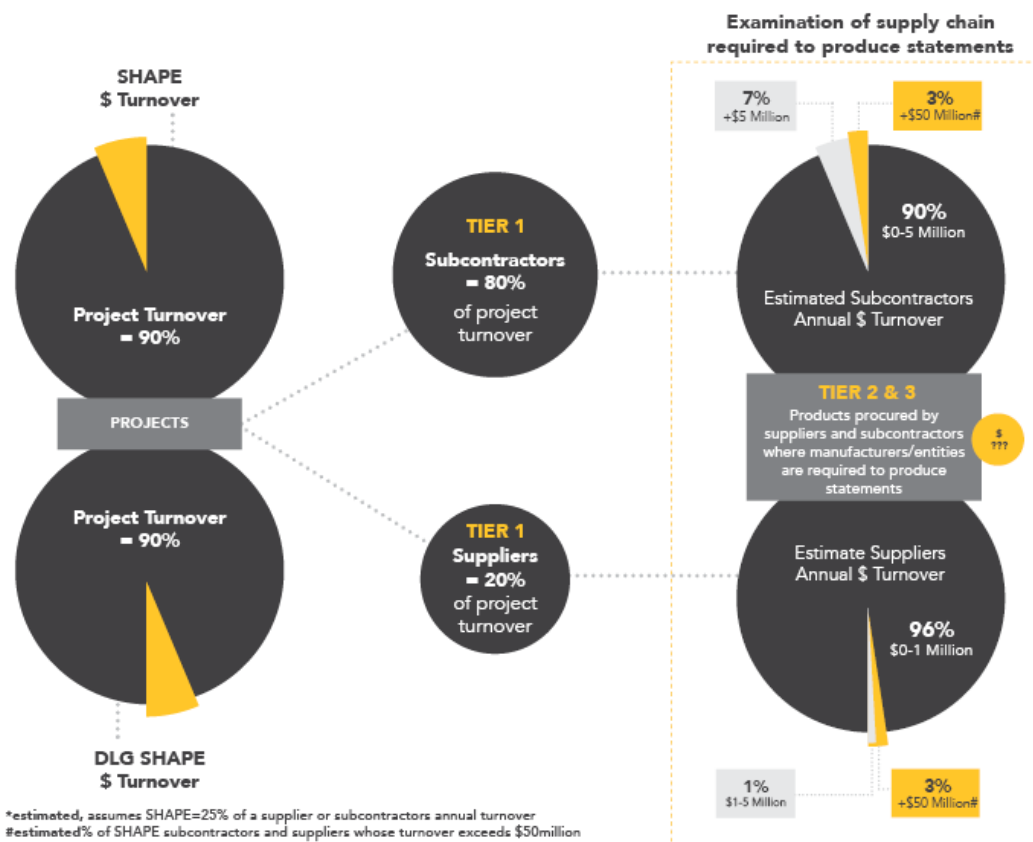 Examination of supply chain
required to produce statements
SHAPE
$ Turnover
7%
+$5 Million
3%
+$50 Million#
90%
$0-5 Million
TIER 1
Subcontractors
= 80%
of project
turnover
Project Turnover
= 90%
Estimated Subcontractors
Annual $ Turnover
PROJECTS
TIER 2 & 3
Products procured by
suppliers and subcontractors
where manufacturers/entities
are required to produce
statements
$
???
Project Turnover
= 90%
TIER 1
Suppliers
= 20%
of project
turnover
Estimate Suppliers
Annual $ Turnover
96%
$0-1 Million
DLG SHAPE
$ Turnover
1%
$1-5 Million
3%
+$50 Million#
*estimated, assumes SHAPE=25% of a supplier or subcontractors annual turnover
#estimated% of SHAPE subcontractors and suppliers whose turnover exceeds $50million